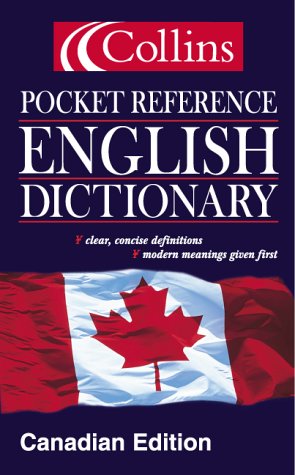 Collins
POCKET REFERENCE
ENGLISH
DICTIONARY
¥ clear, concise definitions
¥ modern meanings given first
Canadian Edition